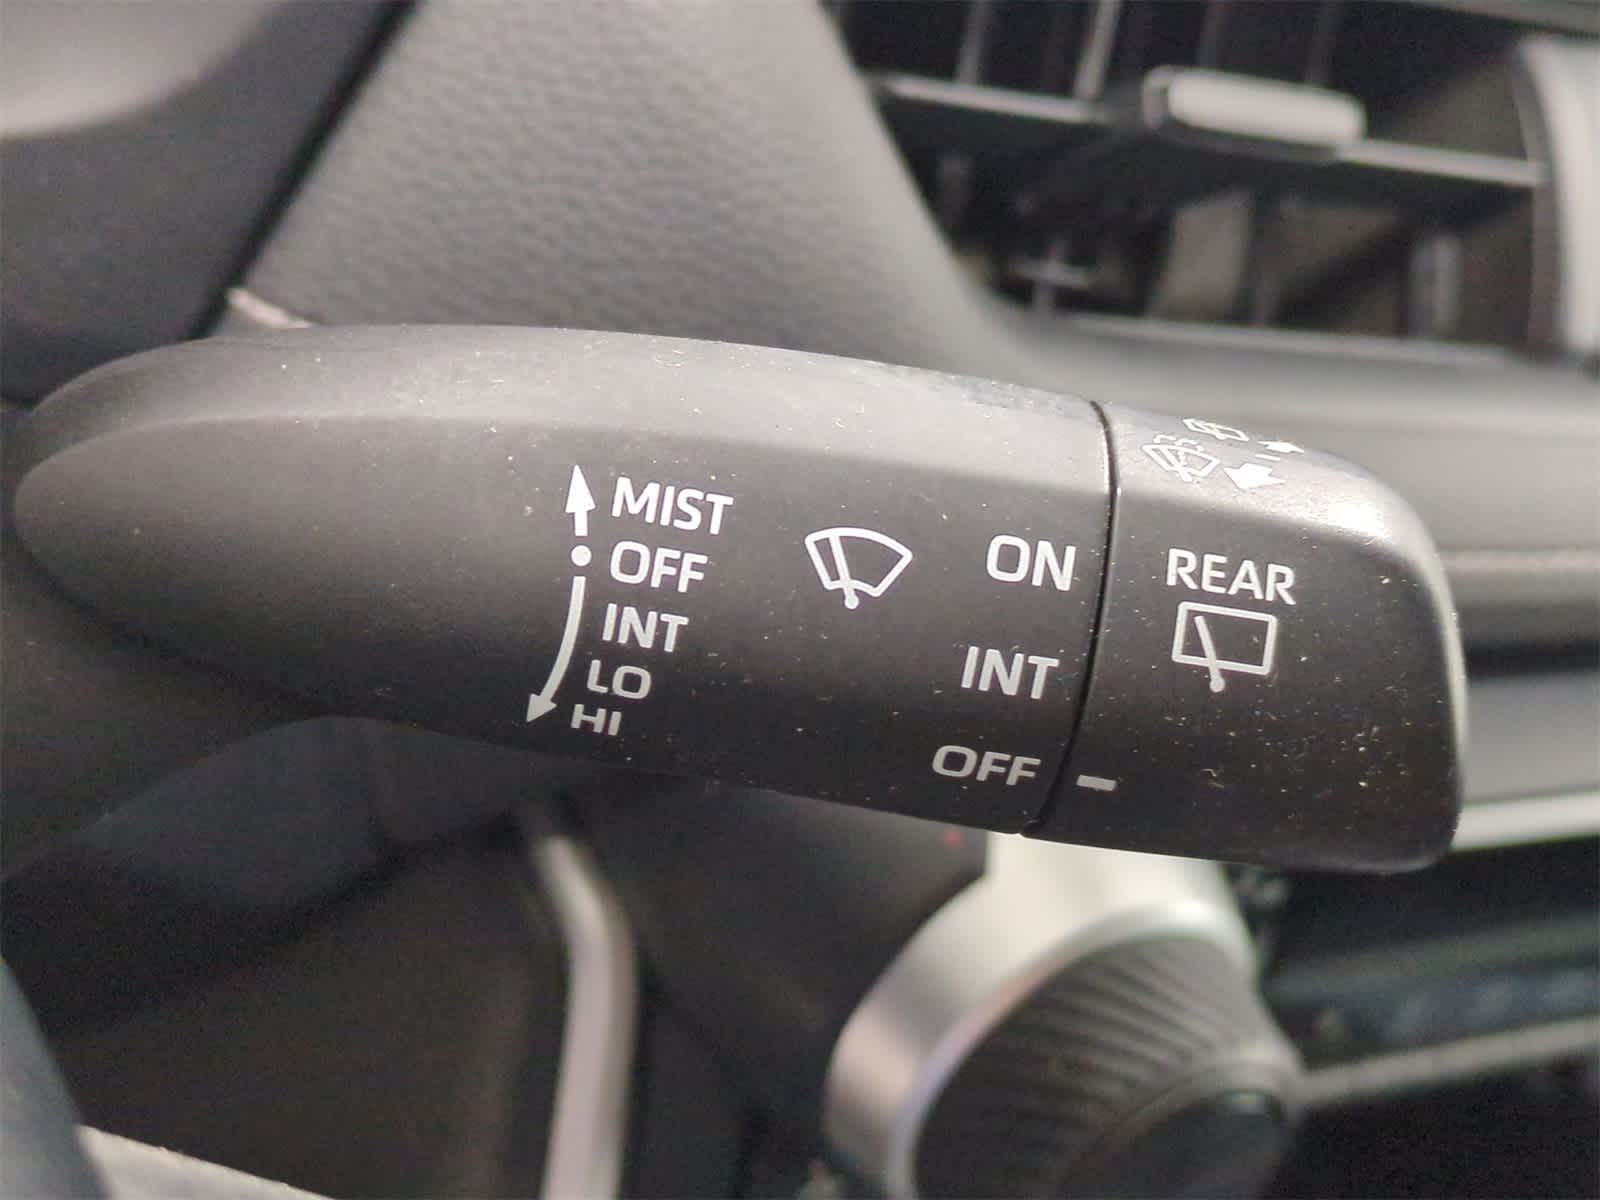 MIST
OFF
INT
LO
HI
ON
INT
OFF
REAR